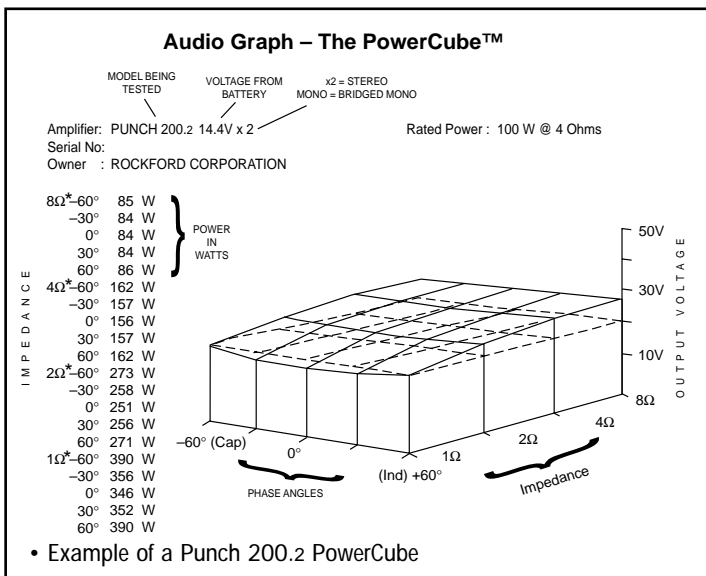 Audio Graph – The PowerCube™
MODEL BEING
TESTED
VOLTAGE FROM
BATTERY
x2 = STEREO
MONO = BRIDGED MONO
Amplifier: PUNCH 200.2 14.4V x 2
Rated Power : 100 W @ 4 Ohms
Serial No:
Owner : ROCKFORD CORPORATION
IMPEDANCE
8Ω*–60° 85 W
–30° 84 W
0° 84 W
30° 84 W
60° 86 W
4Ω*–60° 162 W
–30° 157 W
0° 156 W
30° 157 W
60° 162 W
2Ω*–60° 273 W
–30° 258 W
0° 251 W
30° 256 W
60° 271 W
1Ω*–60° 390 W
–30° 356 W
0° 346 W
30° 352 W
60° 390 W
POWER
IN
WATTS
50V
30V
10V
OUTPUT VOLTAGE
8Ω
4Ω
2Ω
1Ω
Impedance
–60° (Cap)
0°
(Ind) +60°
PHASE ANGLES
• Example of a Punch 200.2 PowerCube